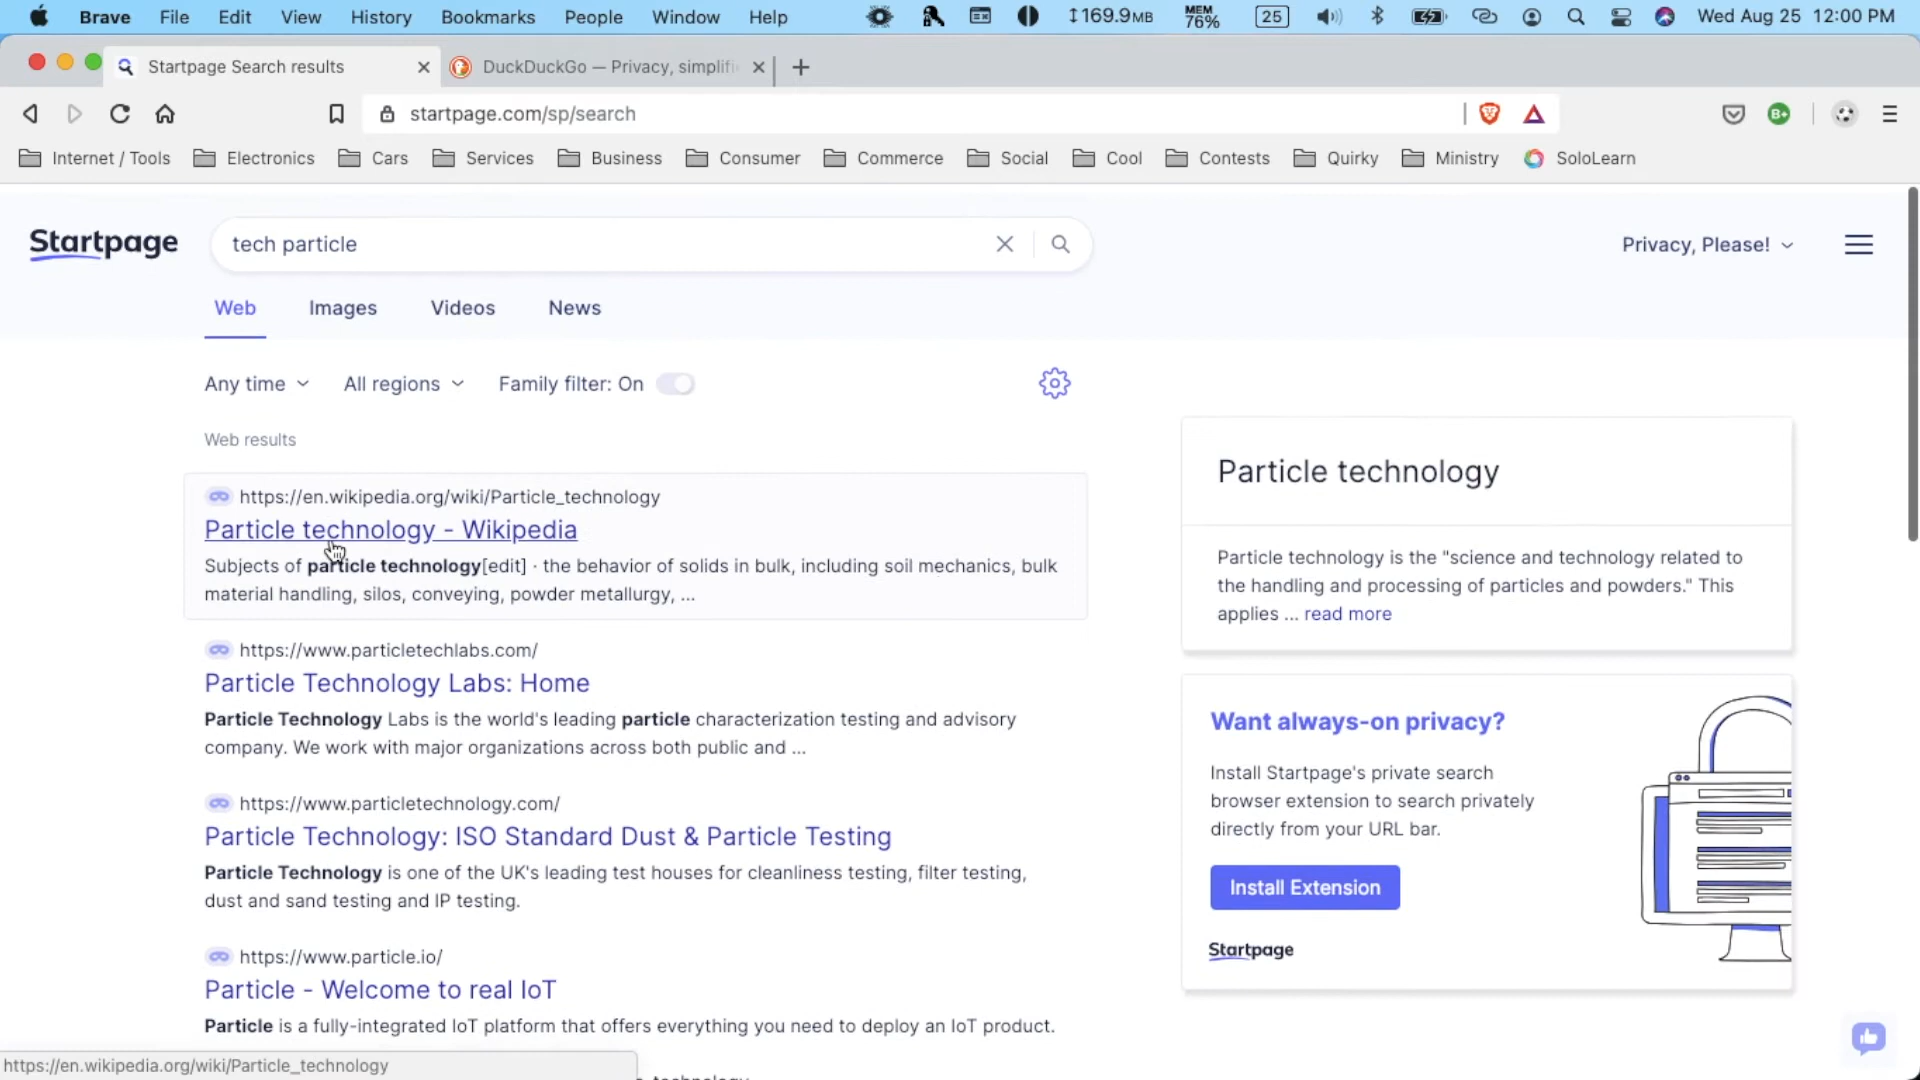 Brave File Edit View History Bookmarks People Window Help 169.9MB MEM 76% 25 Wed Aug 25 12:00 PM
Startpage Search results DuckDuckGo — Privacy, simplifi
startpage.com/sp/search
Internet / Tools Electronics Cars Services Business Consumer Commerce Social Cool Contests Quirky Ministry SoloLearn
Startpage tech particle Privacy, Please!
Web Images Videos News
Any time All regions Family filter: On
Web results
https://en.wikipedia.org/wiki/Particle_technology
Particle technology - Wikipedia
Subjects of particle technology[edit] · the behavior of solids in bulk, including soil mechanics, bulk
material handling, silos, conveying, powder metallurgy, ...
https://www.particletechlabs.com/
Particle Technology Labs: Home
Particle Technology Labs is the world's leading particle characterization testing and advisory
company. We work with major organizations across both public and ...
https://www.particletechnology.com/
Particle Technology: ISO Standard Dust & Particle Testing
Particle Technology is one of the UK's leading test houses for cleanliness testing, filter testing,
dust and sand testing and IP testing.
https://www.particle.io/
Particle - Welcome to real IoT
Particle is a fully-integrated IoT platform that offers everything you need to deploy an IoT product.
Particle technology
Particle technology is the "science and technology related to
the handling and processing of particles and powders." This
applies ... read more
Want always-on privacy?
Install Startpage's private search
browser extension to search privately
directly from your URL bar.
Install Extension
Startpage
https://en.wikipedia.org/wiki/Particle_technology